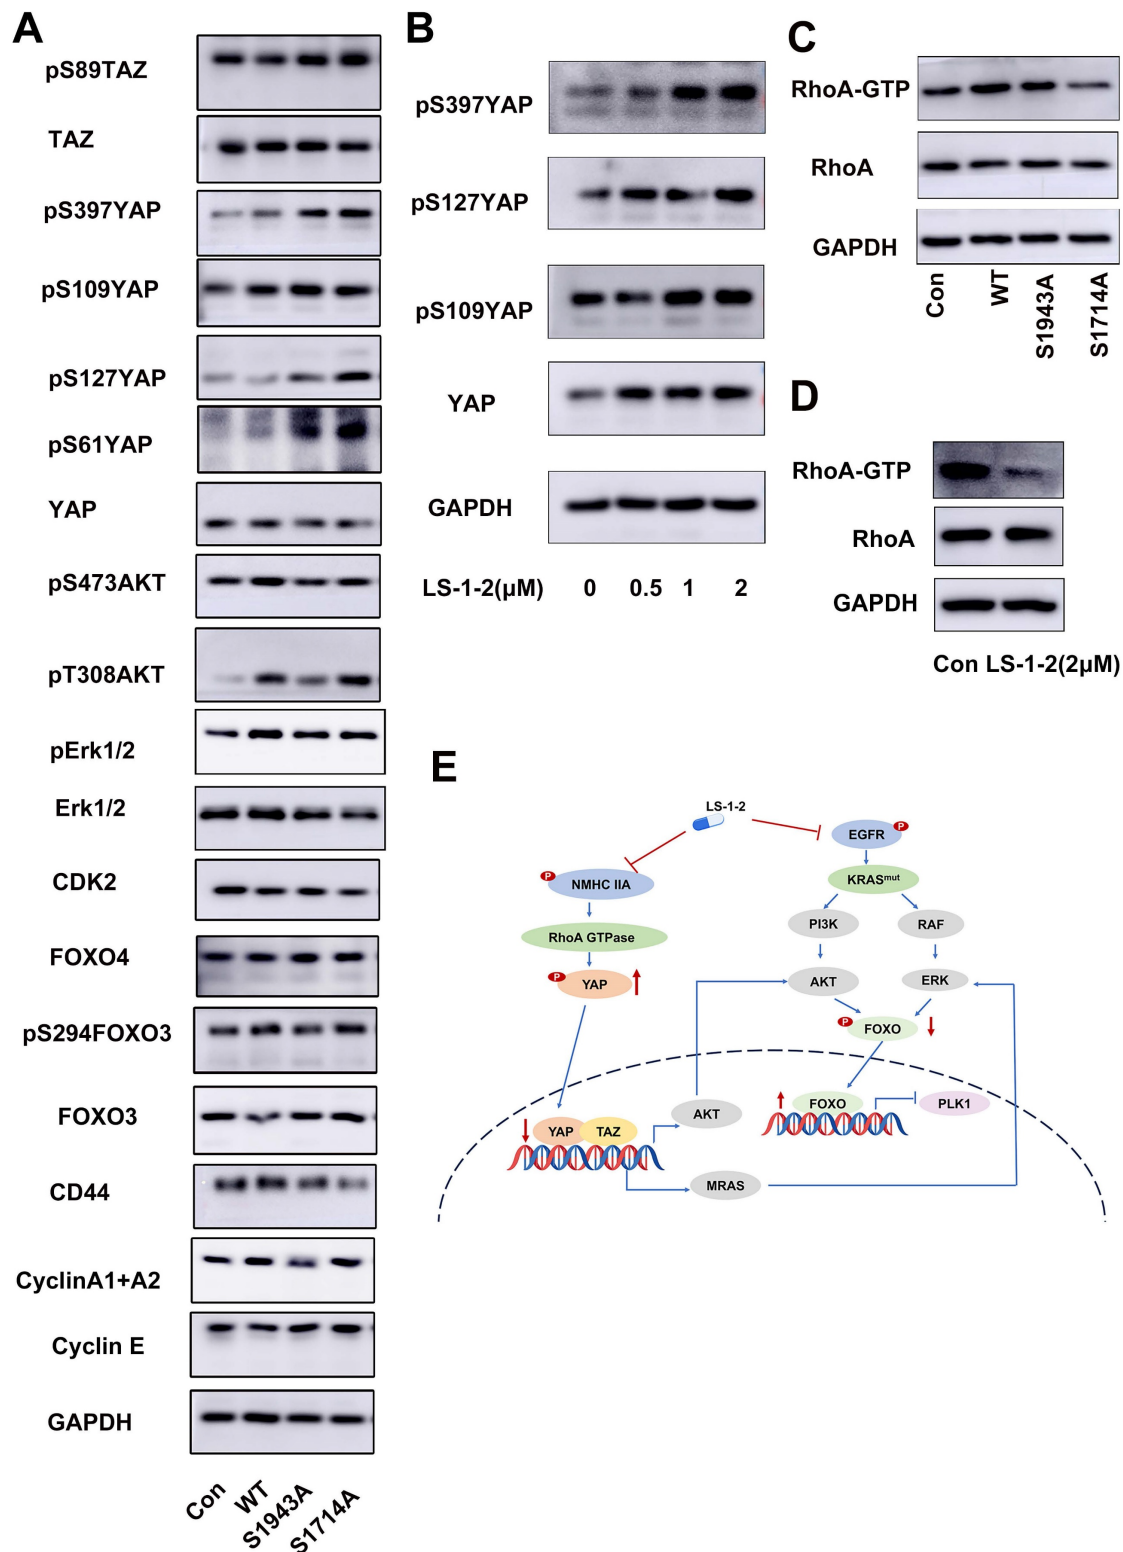 A
pS89TAZ
TAZ
pS397YAP
pS109YAP
pS127YAP
pS61YAP
YAP
pS473AKT
pT308AKT
pErk1/2
Erk1/2
CDK2
FOXO4
pS294FOXO3
FOXO3
CD44
CyclinA1+A2
Cyclin E
GAPDH
Con WT S1943A S1714A
B
pS397YAP
pS127YAP
pS109YAP
YAP
GAPDH
LS-1-2(μM) 0 0.5 1 2
C
RhoA-GTP
RhoA
GAPDH
Con WT S1943A S1714A
D
RhoA-GTP
RhoA
GAPDH
Con LS-1-2(2μM)
E
LS-1-2
EGFR P
P NMHC IIA
KRASmut
PI3K RAF
RhoA GTPase
P YAP
AKT ERK
P FOXO
FOXO PLK1
AKT
YAP TAZ
MRAS